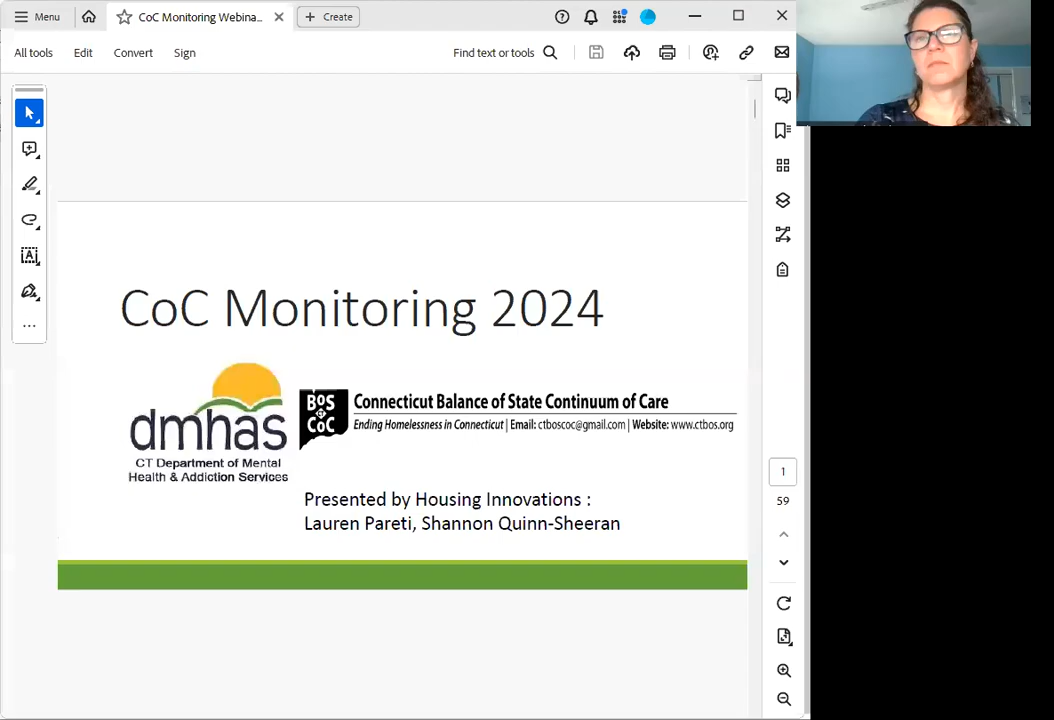 Menu
CoC Monitoring Webina...
Create
All tools
Edit
Convert
Sign
Find text or tools
CoC Monitoring 2024
dmhas
CT Department of Mental
Health & Addiction Services
BOS
COC
Connecticut Balance of State Continuum of Care
Ending Homelessness in Connecticut | Email: ctboscoc@gmail.com | Website: www.ctbos.org
Presented by Housing Innovations :
Lauren Pareti, Shannon Quinn-Sheeran
1
59